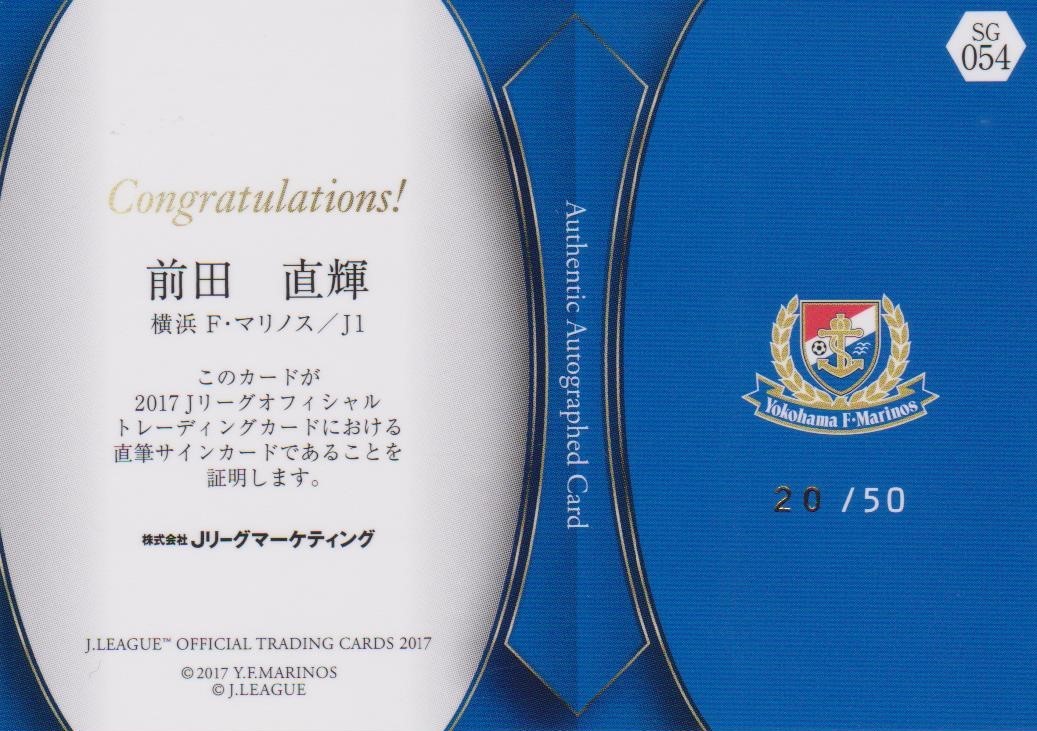 Congratulations!
前田 直輝
横浜 F・マリノス／J1
このカードが
2017 Jリーグオフィシャル
トレーディングカードにおける
直筆サインカードであることを
証明します。
株式会社 Jリーグマーケティング
J.LEAGUE™ OFFICIAL TRADING CARDS 2017
©2017 Y.F.MARINOS
© J.LEAGUE
Authentic Autographed Card
SG
054
Yokohama F·Marinos
20 /50